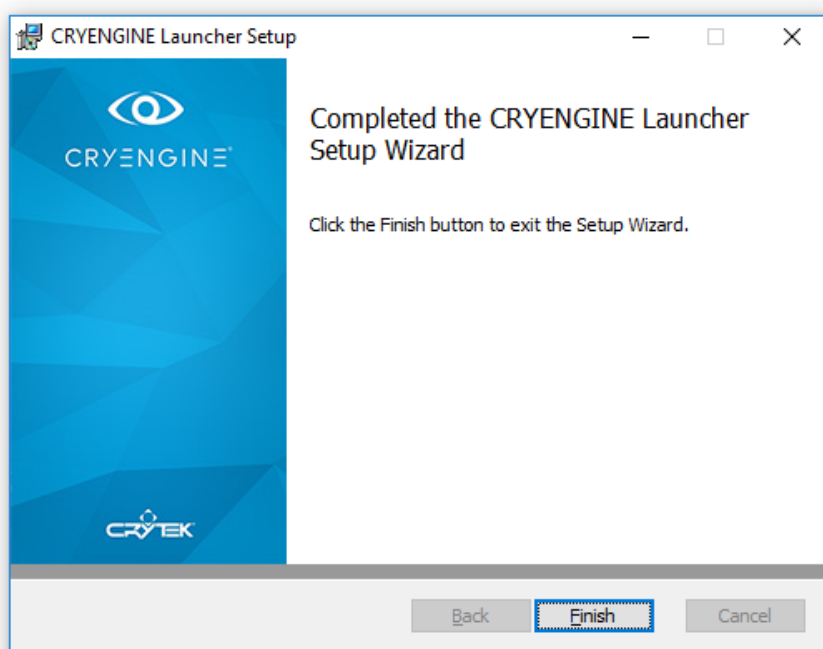 CRYENGINE Launcher Setup
CRYENGINE®
Completed the CRYENGINE Launcher
Setup Wizard
Click the Finish button to exit the Setup Wizard.
CRYTEK
Back
Finish
Cancel